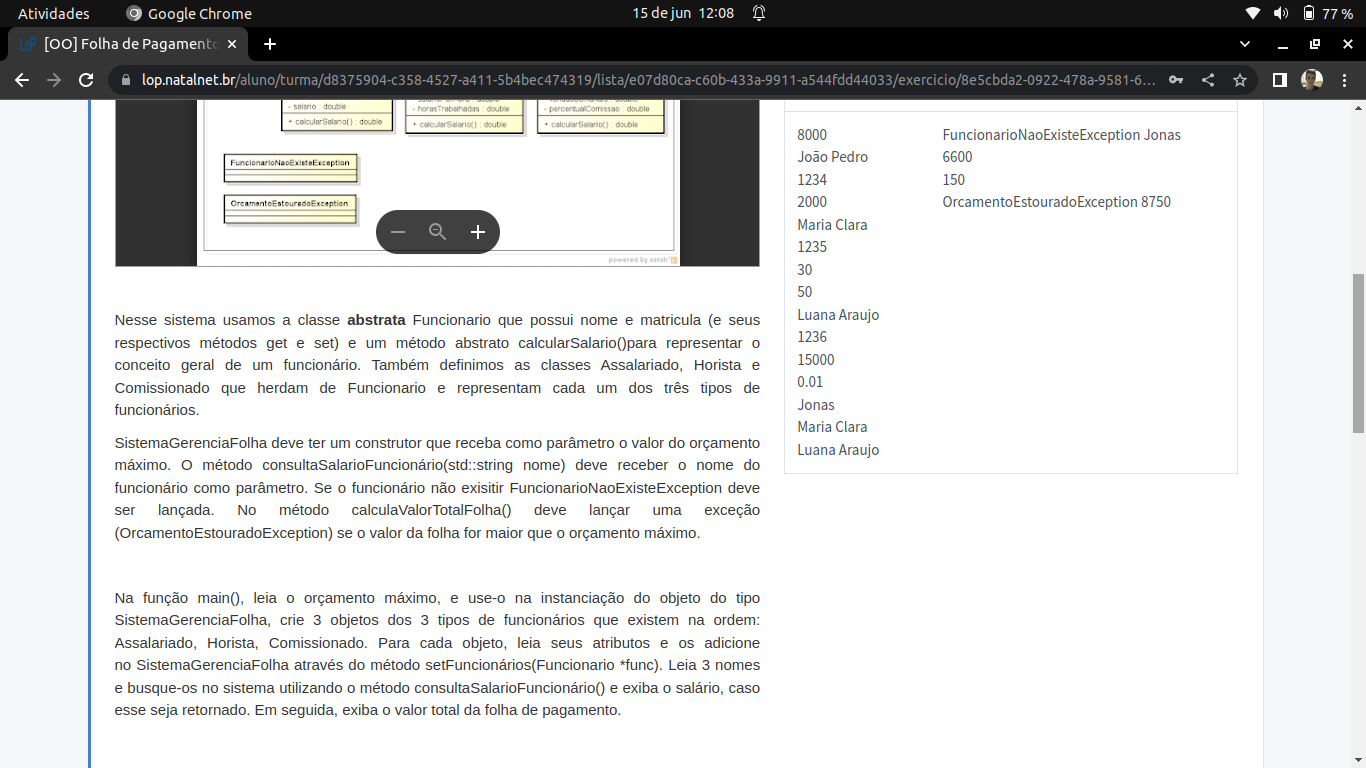 Atividades
Google Chrome
15 de jun 12:08
77 %
[OO] Folha de Pagamento
lop.natalnet.br/aluno/turma/d8375904-c358-4527-a411-5b4bec474319/lista/e07d80ca-c60b-433a-9911-a544fdd44033/exercicio/8e5cbda2-0922-478a-9581-6…
- salario : double
- horasTrabalhadas : double
- percentualComissao : double
+ calcularSalario() : double
+ calcularSalario() : double
+ calcularSalario() : double
FuncionarioNaoExisteException
OrcamentoEstouradoException
powered by astah
Nesse sistema usamos a classe abstrata Funcionario que possui nome e matricula (e seus
respectivos métodos get e set) e um método abstrato calcularSalario()para representar o
conceito geral de um funcionário. Também definimos as classes Assalariado, Horista e
Comissionado que herdam de Funcionario e representam cada um dos três tipos de
funcionários.
SistemaGerenciaFolha deve ter um construtor que receba como parâmetro o valor do orçamento
máximo. O método consultaSalarioFuncionário(std::string nome) deve receber o nome do
funcionário como parâmetro. Se o funcionário não exisitir FuncionarioNaoExisteException deve
ser lançada. No método calculaValorTotalFolha() deve lançar uma exceção
(OrcamentoEstouradoException) se o valor da folha for maior que o orçamento máximo.
Na função main(), leia o orçamento máximo, e use-o na instanciação do objeto do tipo
SistemaGerenciaFolha, crie 3 objetos dos 3 tipos de funcionários que existem na ordem:
Assalariado, Horista, Comissionado. Para cada objeto, leia seus atributos e os adicione
no SistemaGerenciaFolha através do método setFuncionários(Funcionario *func). Leia 3 nomes
e busque-os no sistema utilizando o método consultaSalarioFuncionário() e exiba o salário, caso
esse seja retornado. Em seguida, exiba o valor total da folha de pagamento.
8000
João Pedro
1234
2000
Maria Clara
1235
30
50
Luana Araujo
1236
15000
0.01
Jonas
Maria Clara
Luana Araujo
FuncionarioNaoExisteException Jonas
6600
150
OrcamentoEstouradoException 8750